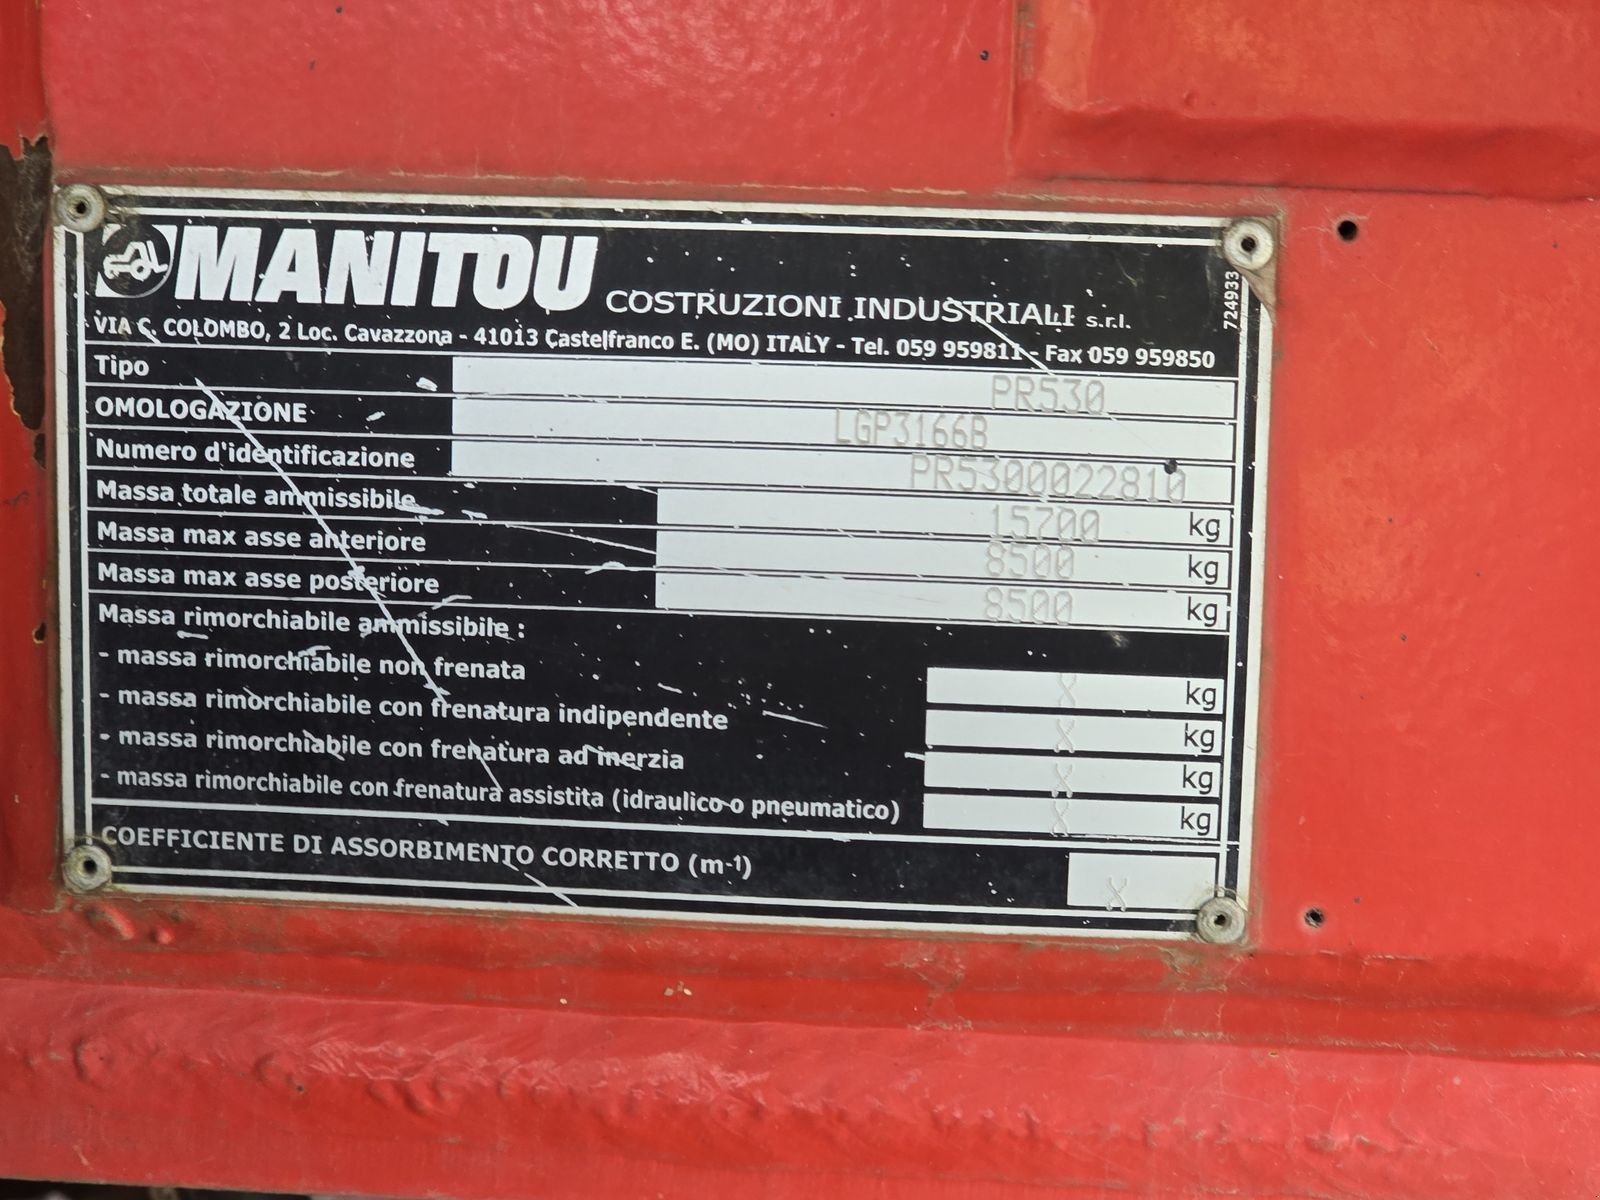 MANITOU COSTRUZIONI INDUSTRIALI s.r.l.
724933
VIA C. COLOMBO, 2 Loc. Cavazzona - 41013 Castelfranco E. (MO) ITALY - Tel. 059 959811 - Fax 059 959850
Tipo PR530
OMOLOGAZIONE LGP3166B
Numero d'identificazione PR5300022810
Massa totale ammissibile 15700 kg
Massa max asse anteriore 8500 kg
Massa max asse posteriore 8500 kg
Massa rimorchiabile ammissibile :
- massa rimorchiabile non frenata X kg
- massa rimorchiabile con frenatura indipendente X kg
- massa rimorchiabile con frenatura ad inerzia X kg
- massa rimorchiabile con frenatura assistita (idraulico o pneumatico) X kg
COEFFICIENTE DI ASSORBIMENTO CORRETTO (m-1) X